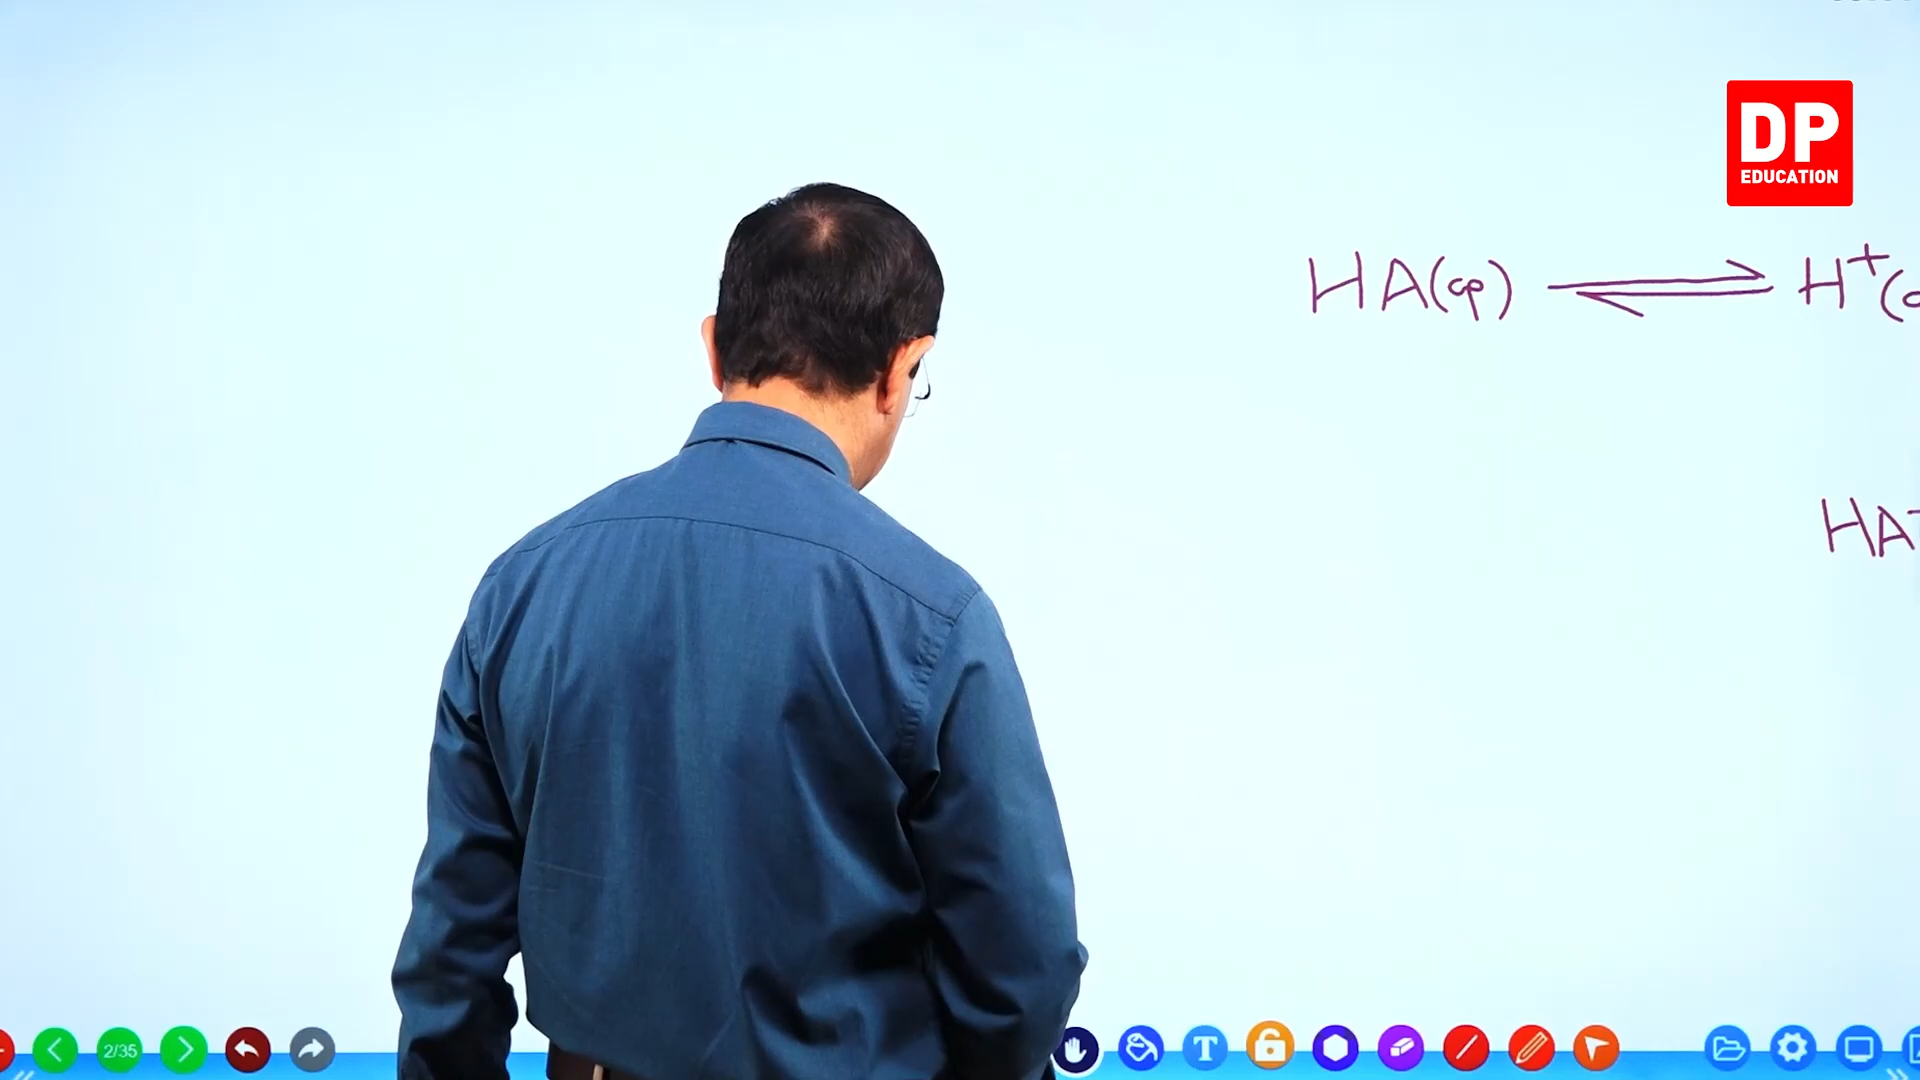 DP
EDUCATION
HA(aq) ⇌ H⁺(
HA
2/35
T